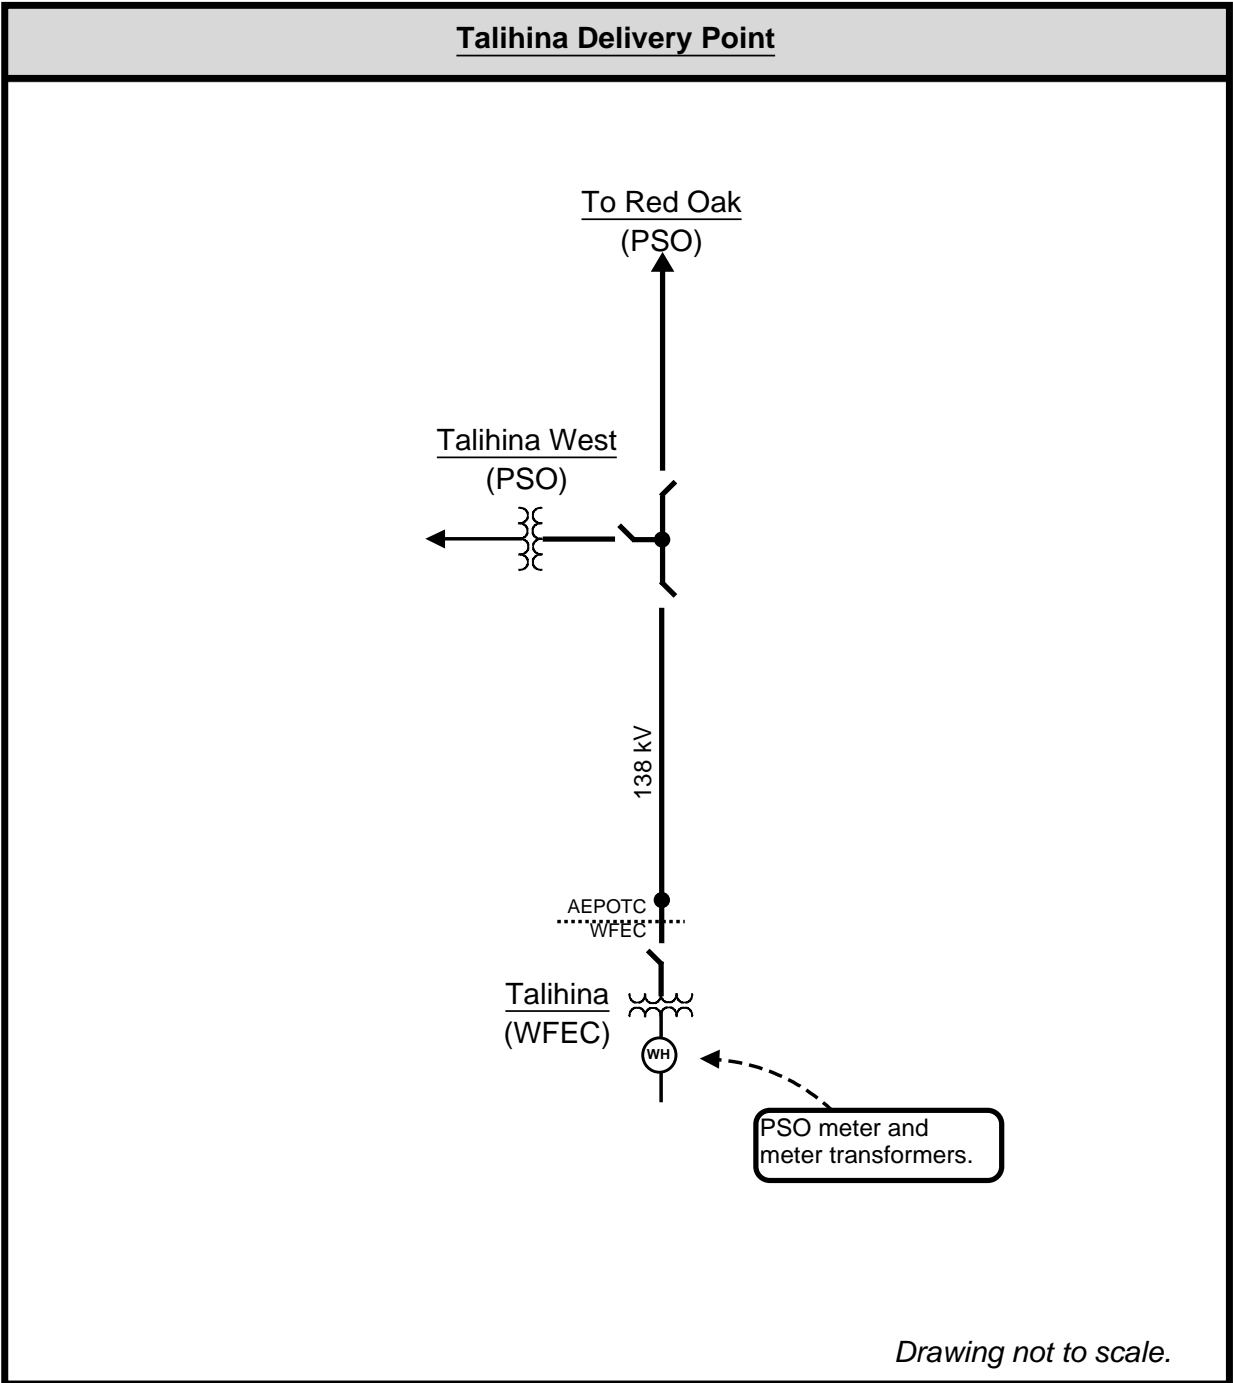 Talihina Delivery Point
To Red Oak
(PSO)
Talihina West
(PSO)
138 kV
AEPOTC
WFEC
Talihina
(WFEC)
WH
PSO meter and
meter transformers.
Drawing not to scale.